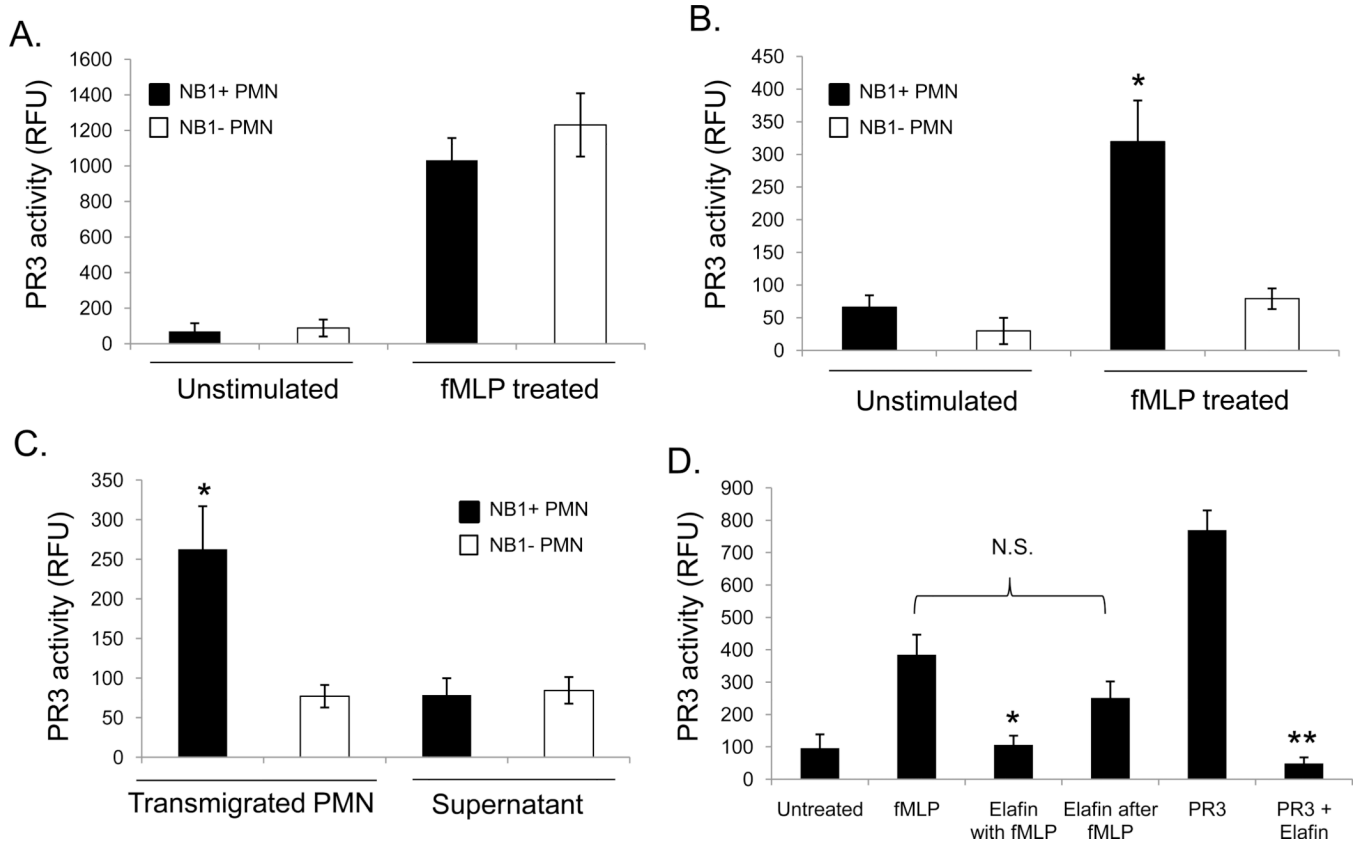 A.
PR3 activity (RFU)
1600
1400
1200
1000
800
600
400
200
0
NB1+ PMN
NB1- PMN
Unstimulated
fMLP treated
B.
PR3 activity (RFU)
450
400
350
300
250
200
150
100
50
0
NB1+ PMN
NB1- PMN
*
Unstimulated
fMLP treated
C.
PR3 activity (RFU)
350
300
250
200
150
100
50
0
*
NB1+ PMN
NB1- PMN
Transmigrated PMN
Supernatant
D.
PR3 activity (RFU)
900
800
700
600
500
400
300
200
100
0
N.S.
*
**
Untreated
fMLP
Elafin
with fMLP
Elafin after
fMLP
PR3
PR3 +
Elafin